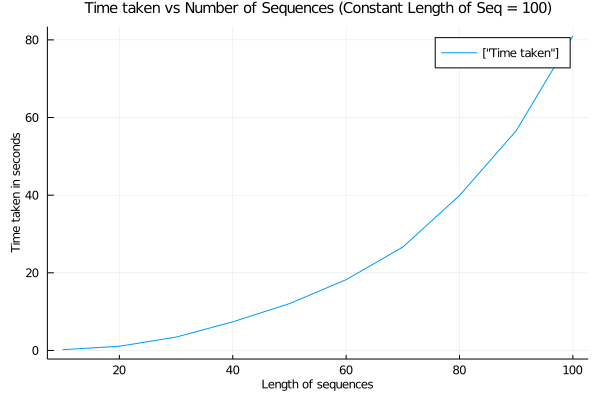 Time taken vs Number of Sequences (Constant Length of Seq = 100)
["Time taken"]
Time taken in seconds
80
60
40
20
0
20 40 60 80 100
Length of sequences